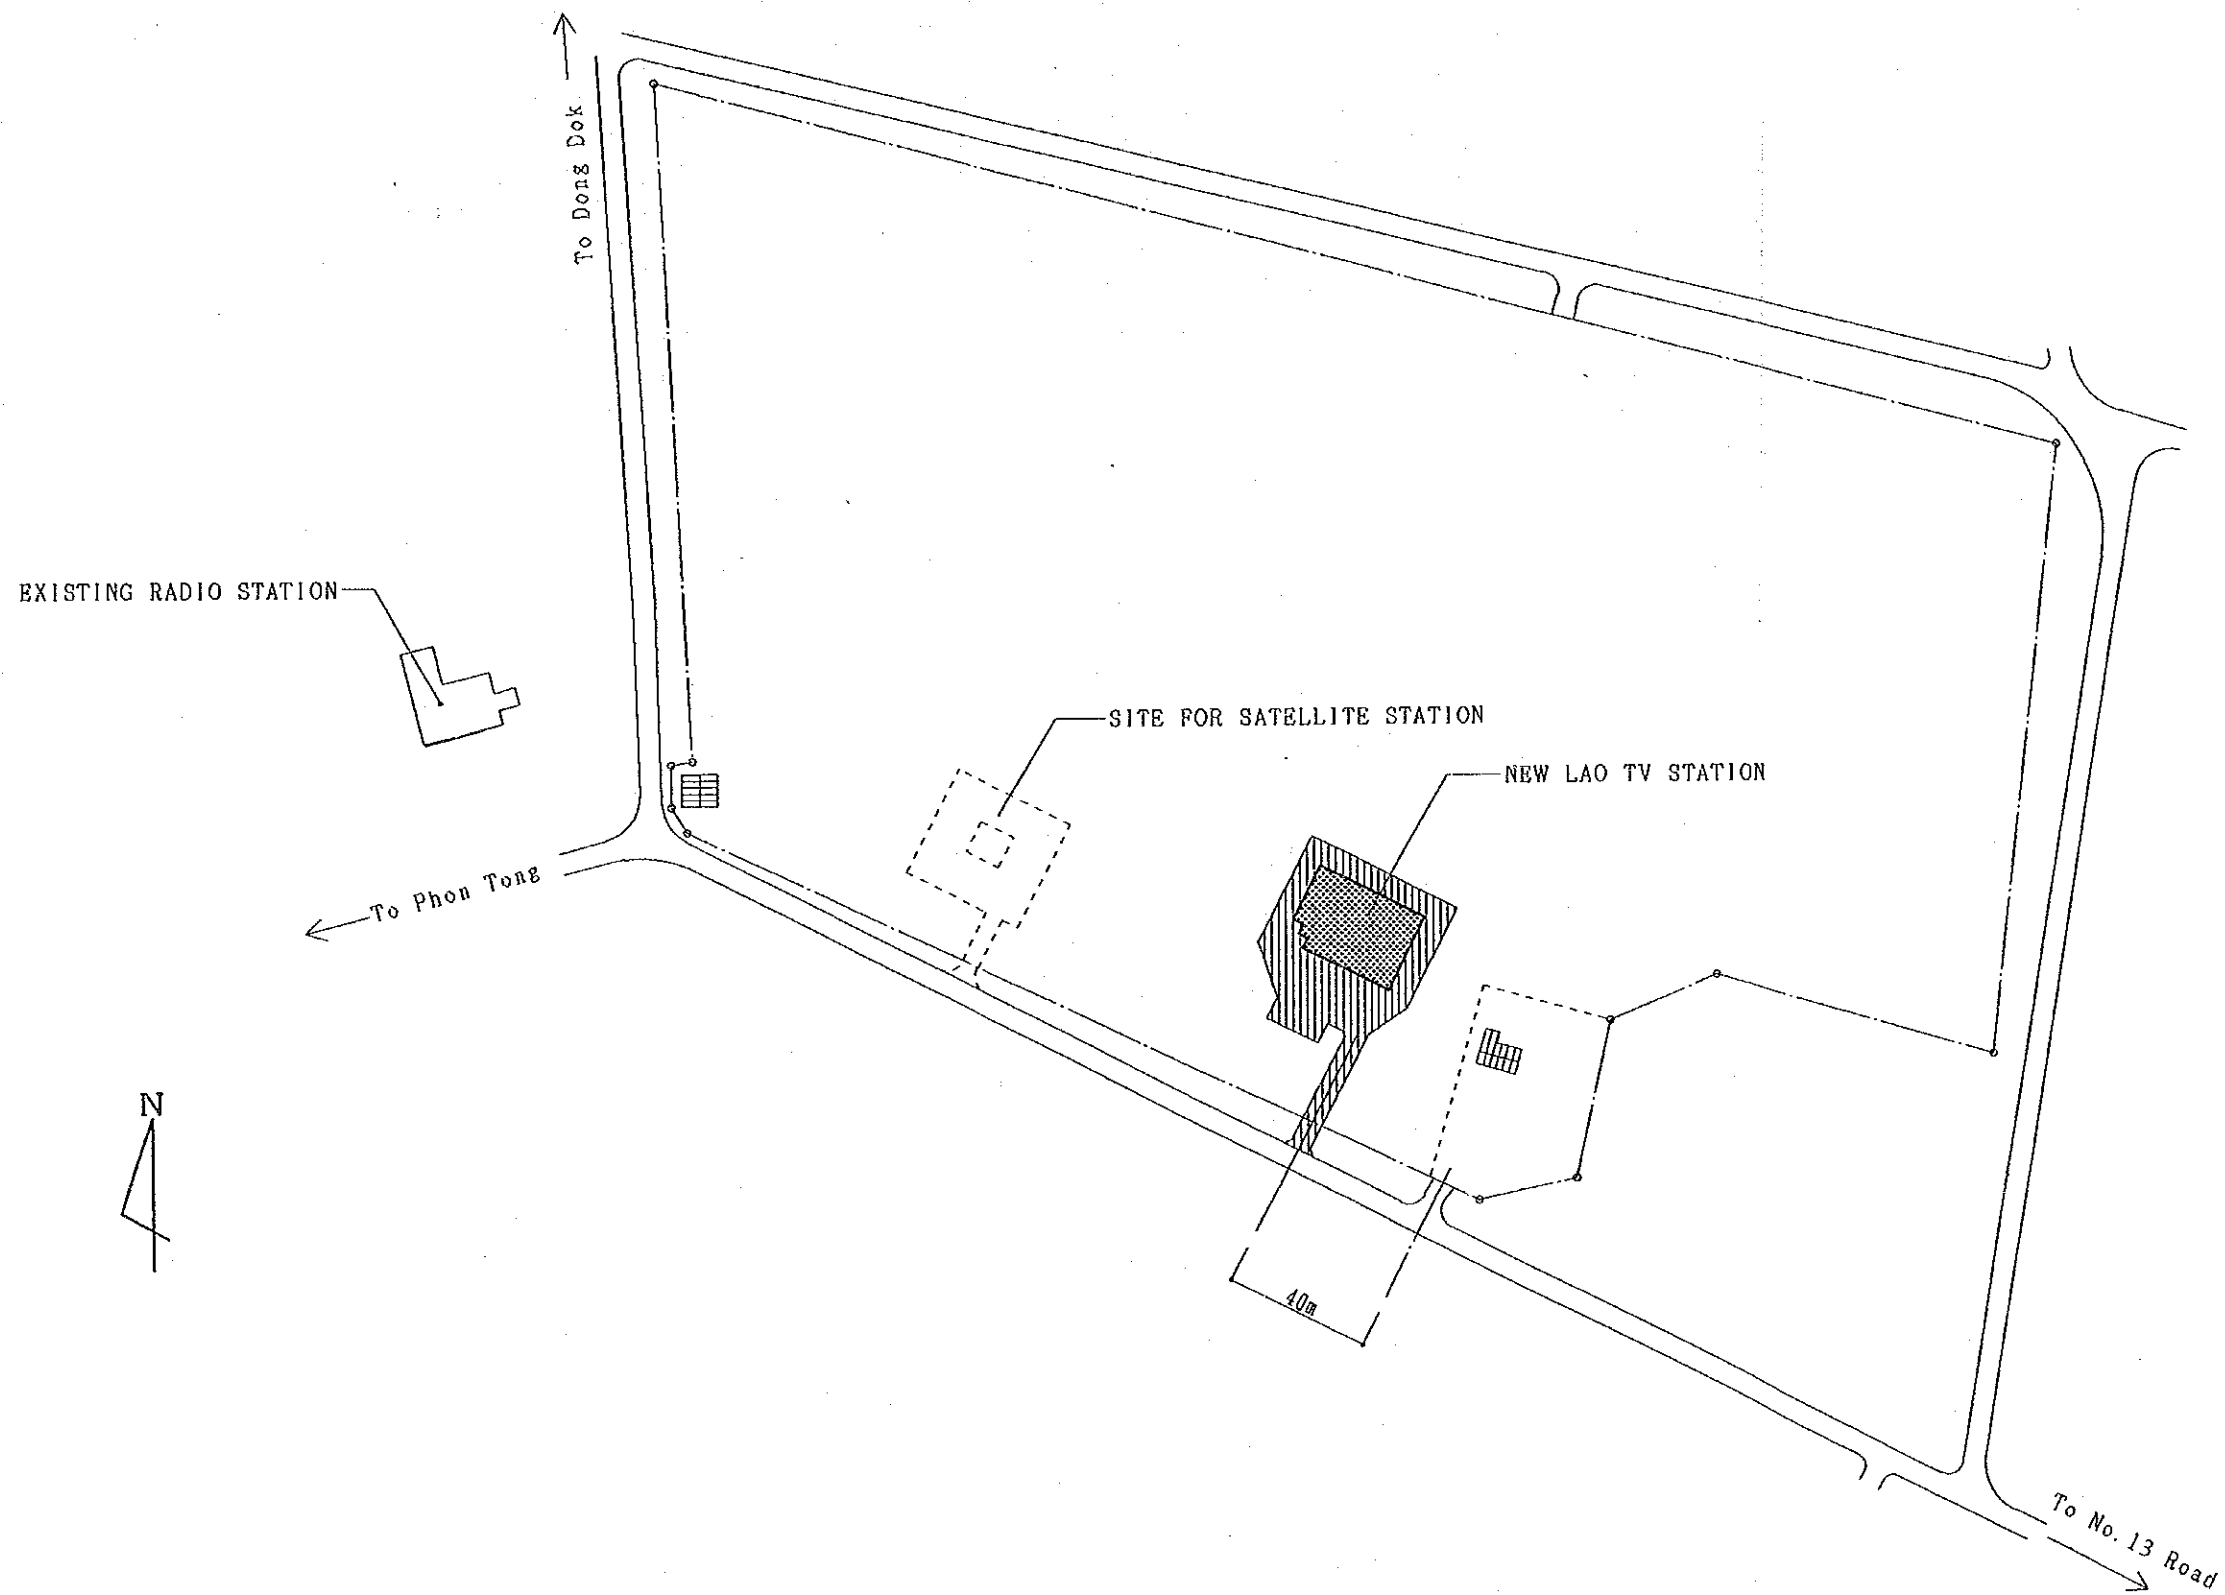 To Dong Dok
EXISTING RADIO STATION
SITE FOR SATELLITE STATION
NEW LAO TV STATION
To Phon Tong
N
40m
To No.13 Road